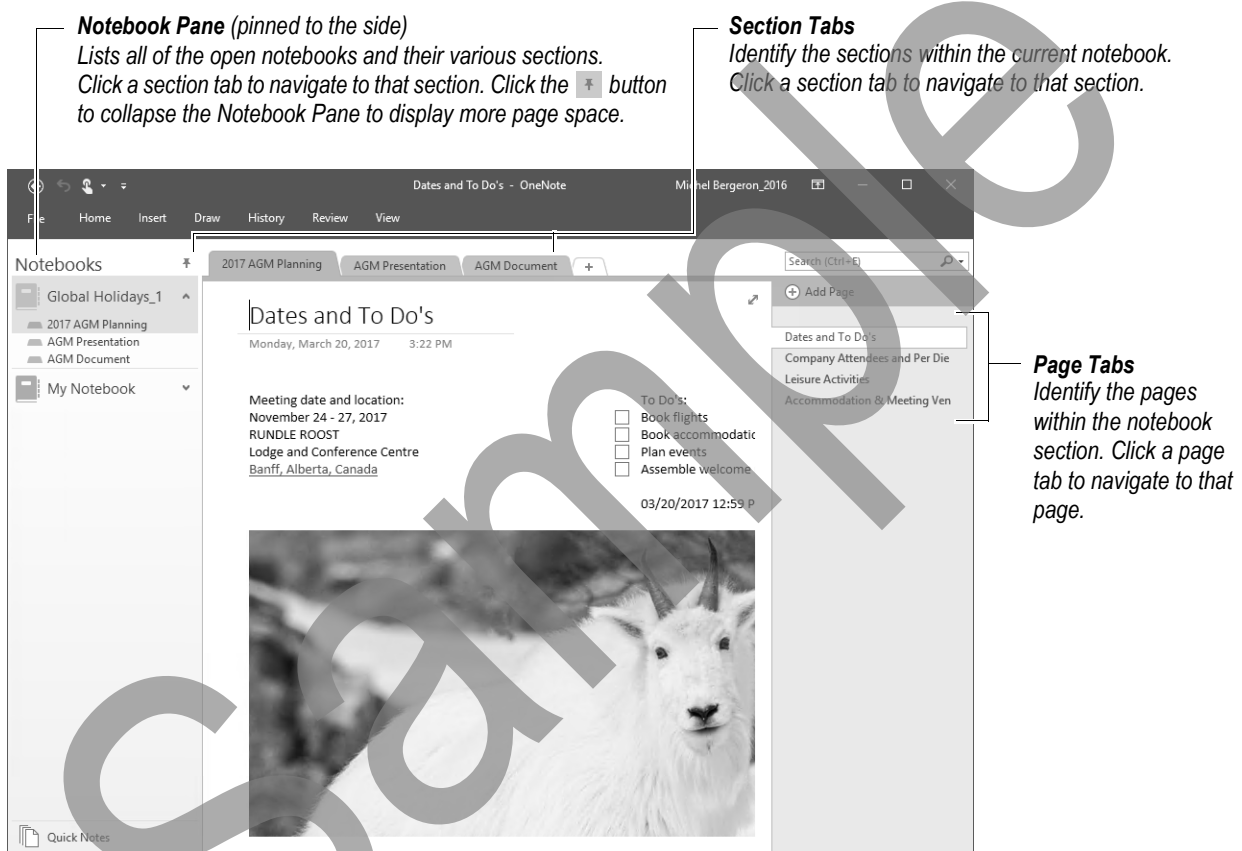 Notebook Pane (pinned to the side)
Lists all of the open notebooks and their various sections.
Click a section tab to navigate to that section. Click the button
to collapse the Notebook Pane to display more page space.
Section Tabs
Identify the sections within the current notebook.
Click a section tab to navigate to that section.
Dates and To Do's - OneNote
Michel Bergeron_2016
File Home Insert Draw History Review View
Notebooks
Global Holidays_1
2017 AGM Planning
AGM Presentation
AGM Document
My Notebook
Quick Notes
2017 AGM Planning AGM Presentation AGM Document +
Dates and To Do's
Monday, March 20, 2017 3:22 PM
Meeting date and location:
November 24 - 27, 2017
RUNDLE ROOST
Lodge and Conference Centre
Banff, Alberta, Canada
To Do's:
Book flights
Book accommodatic
Plan events
Assemble welcome
03/20/2017 12:59 P
Search (Ctrl+E)
Add Page
Dates and To Do's
Company Attendees and Per Die
Leisure Activities
Accommodation & Meeting Ven
Page Tabs
Identify the pages
within the notebook
section. Click a page
tab to navigate to that
page.
Sample